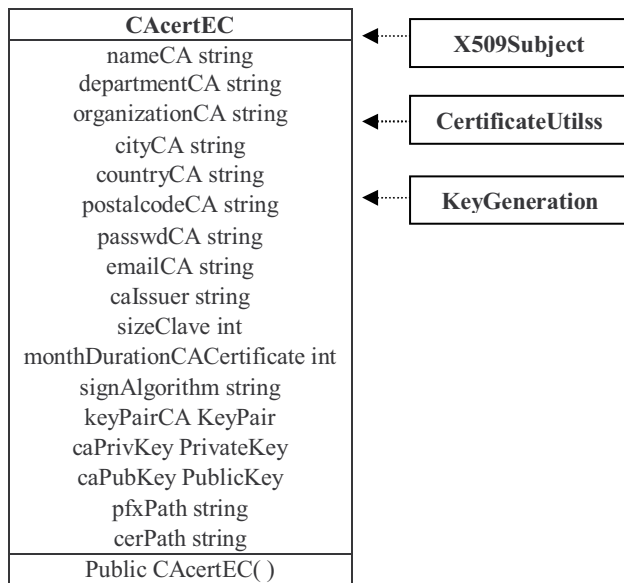 CAcertEC
nameCA string
departmentCA string
organizationCA string
cityCA string
countryCA string
postalcodeCA string
passwdCA string
emailCA string
caIssuer string
sizeClave int
monthDurationCACertificate int
signAlgorithm string
keyPairCA KeyPair
caPrivKey PrivateKey
caPubKey PublicKey
pfxPath string
cerPath string
Public CAcertEC( )
X509Subject
CertificateUtilss
KeyGeneration